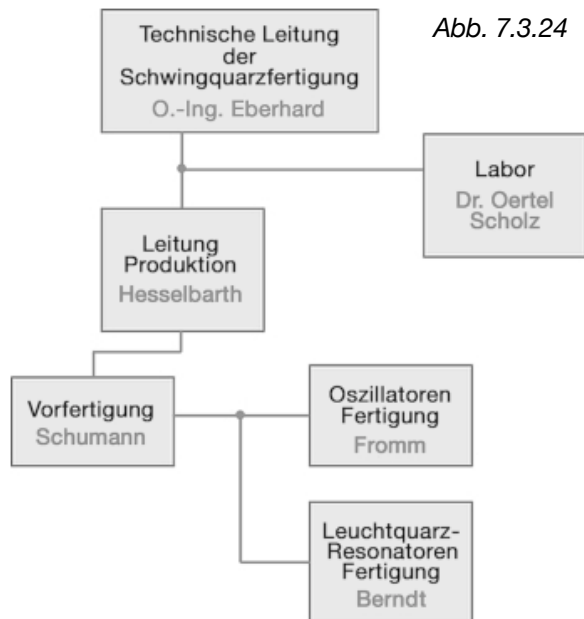 Abb. 7.3.24
Technische Leitung
der
Schwingquarzfertigung
O.-Ing. Eberhard
Labor
Dr. Oertel
Scholz
Leitung
Produktion
Hesselbarth
Vorfertigung
Schumann
Oszillatoren
Fertigung
Fromm
Leuchtquarz-
Resonatoren
Fertigung
Berndt